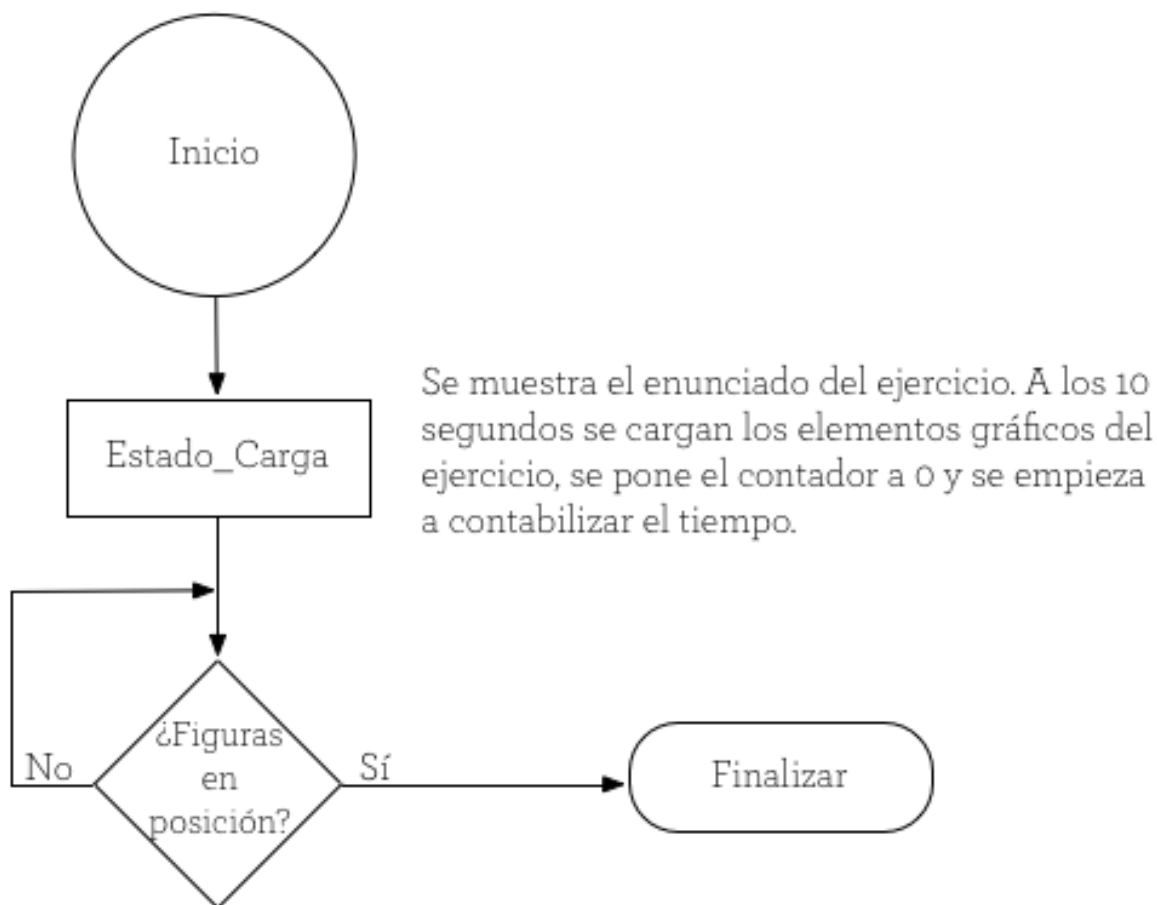 Inicio
Se muestra el enunciado del ejercicio. A los 10
segundos se cargan los elementos gráficos del
ejercicio, se pone el contador a 0 y se empieza
a contabilizar el tiempo.
Estado_Carga
¿Figuras
en
posición?
No
Sí
Finalizar